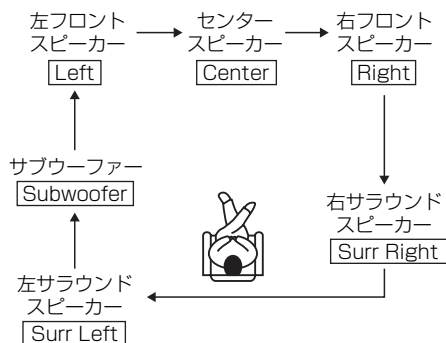 左フロント
スピーカー
Left
センター
スピーカー
Center
右フロント
スピーカー
Right
サブウーファー
Subwoofer
右サラウンド
スピーカー
Surr Right
左サラウンド
スピーカー
Surr Left